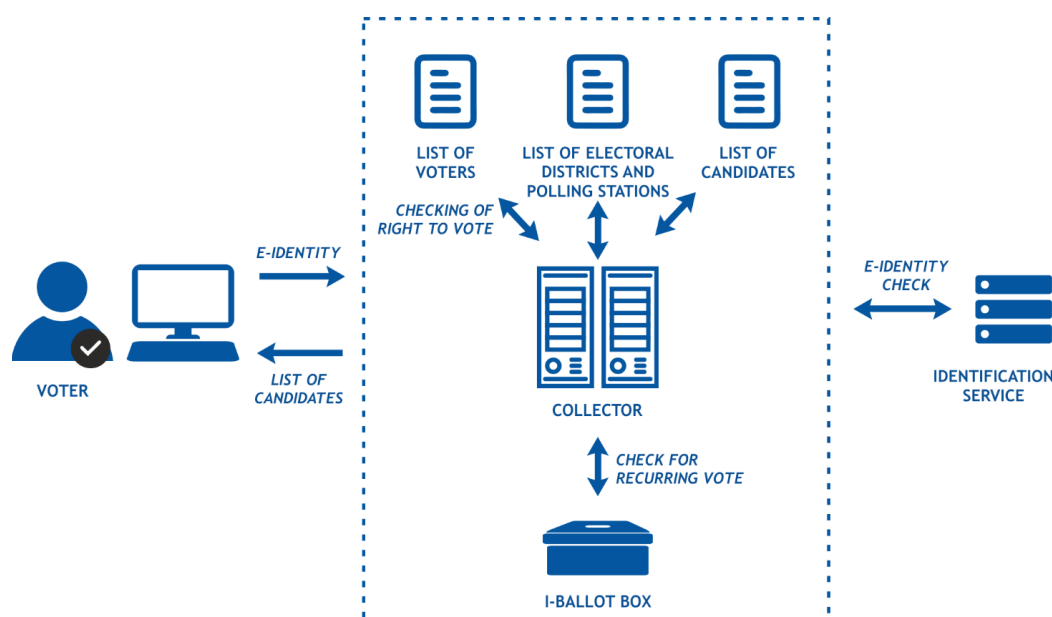 LIST OF
VOTERS
LIST OF ELECTORAL
DISTRICTS AND
POLLING STATIONS
LIST OF
CANDIDATES
CHECKING OF
RIGHT TO VOTE
E-IDENTITY
E-IDENTITY
CHECK
VOTER
LIST OF
CANDIDATES
COLLECTOR
IDENTIFICATION
SERVICE
CHECK FOR
RECURRING VOTE
I-BALLOT BOX